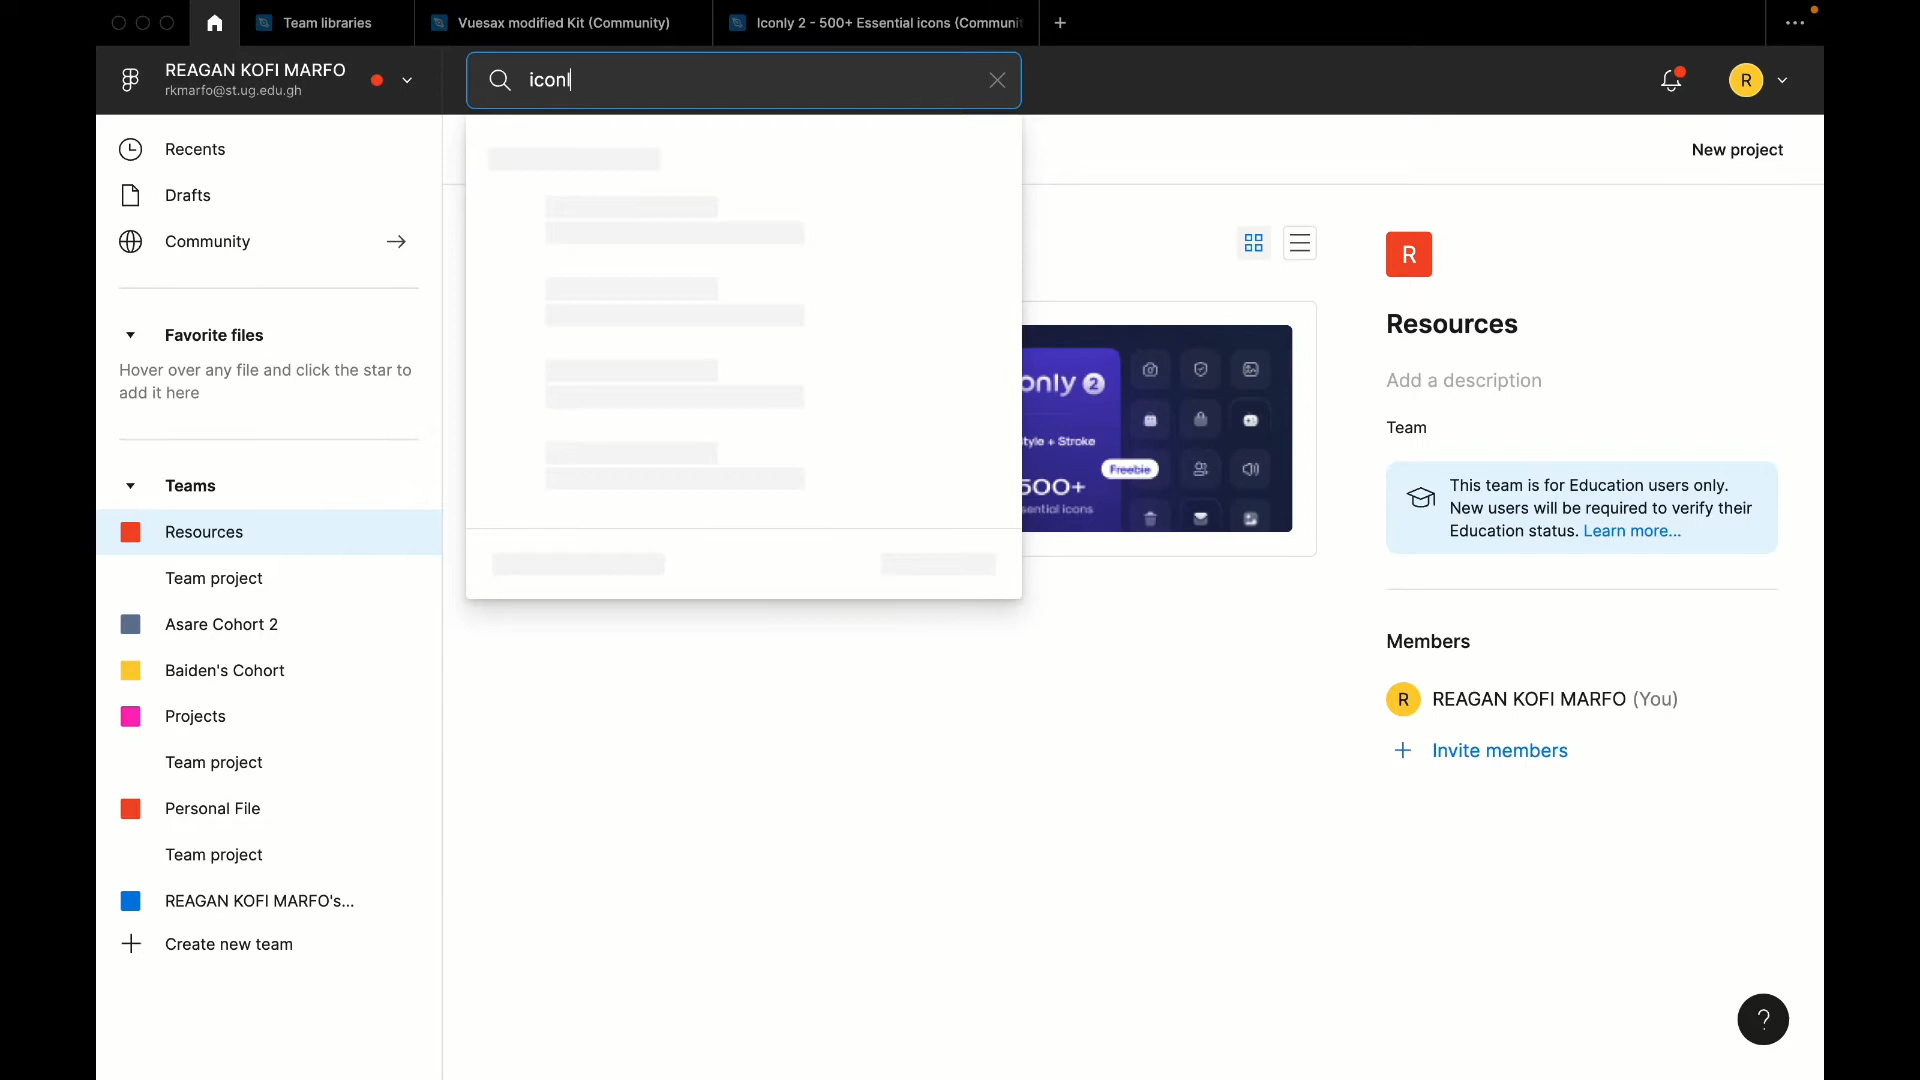 Team libraries
Vuesax modified Kit (Community)
Iconly 2 - 500+ Essential icons (Communit
REAGAN KOFI MARFO
rkmarfo@st.ug.edu.gh
iconl
R
Recents
Drafts
Community
New project
Favorite files
Hover over any file and click the star to
add it here
Teams
Resources
Team project
Asare Cohort 2
Baiden's Cohort
Projects
Team project
Personal File
Team project
REAGAN KOFI MARFO's...
Create new team
only 2
tyle + Stroke
Freebie
500+
sential icons
R
Resources
Add a description
Team
This team is for Education users only.
New users will be required to verify their
Education status. Learn more...
Members
R REAGAN KOFI MARFO (You)
Invite members
?